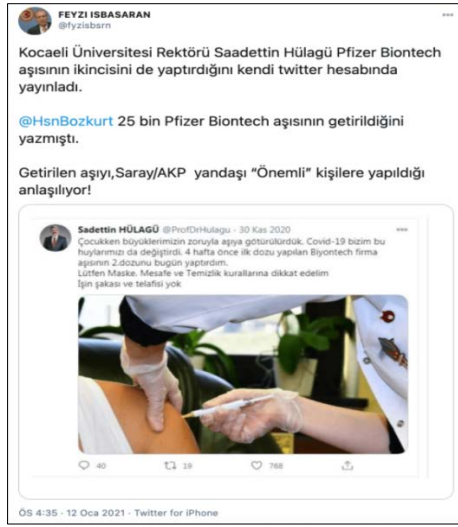 FEYZI ISBASARAN
@fyzisbsrn
Kocaeli Üniversitesi Rektörü Saadettin Hülagü Pfizer Biontech
aşısının ikincisini de yaptırdığını kendi twitter hesabında
yayınladı.
@HsnBozkurt 25 bin Pfizer Biontech aşısının getirildiğini
yazmıştı.
Getirilen aşıyı,Saray/AKP yandaşı “Önemli” kişilere yapıldığı
anlaşılıyor!
Sadettin HÜLAGÜ @ProfDrHulagu · 30 Kas 2020
Çocukken büyüklerimizin zoruyla aşıya götürülürdük. Covid-19 bizim bu
huylarımızı da değiştirdi. 4 hafta önce ilk dozu yapılan Biyontech firma
aşısının 2.dozunu bugün yaptırdım.
Lütfen Maske. Mesafe ve Temizlik kurallarına dikkat edelim
İşin şakası ve telafisi yok
40 19 768
ÖS 4:35 · 12 Oca 2021 · Twitter for iPhone